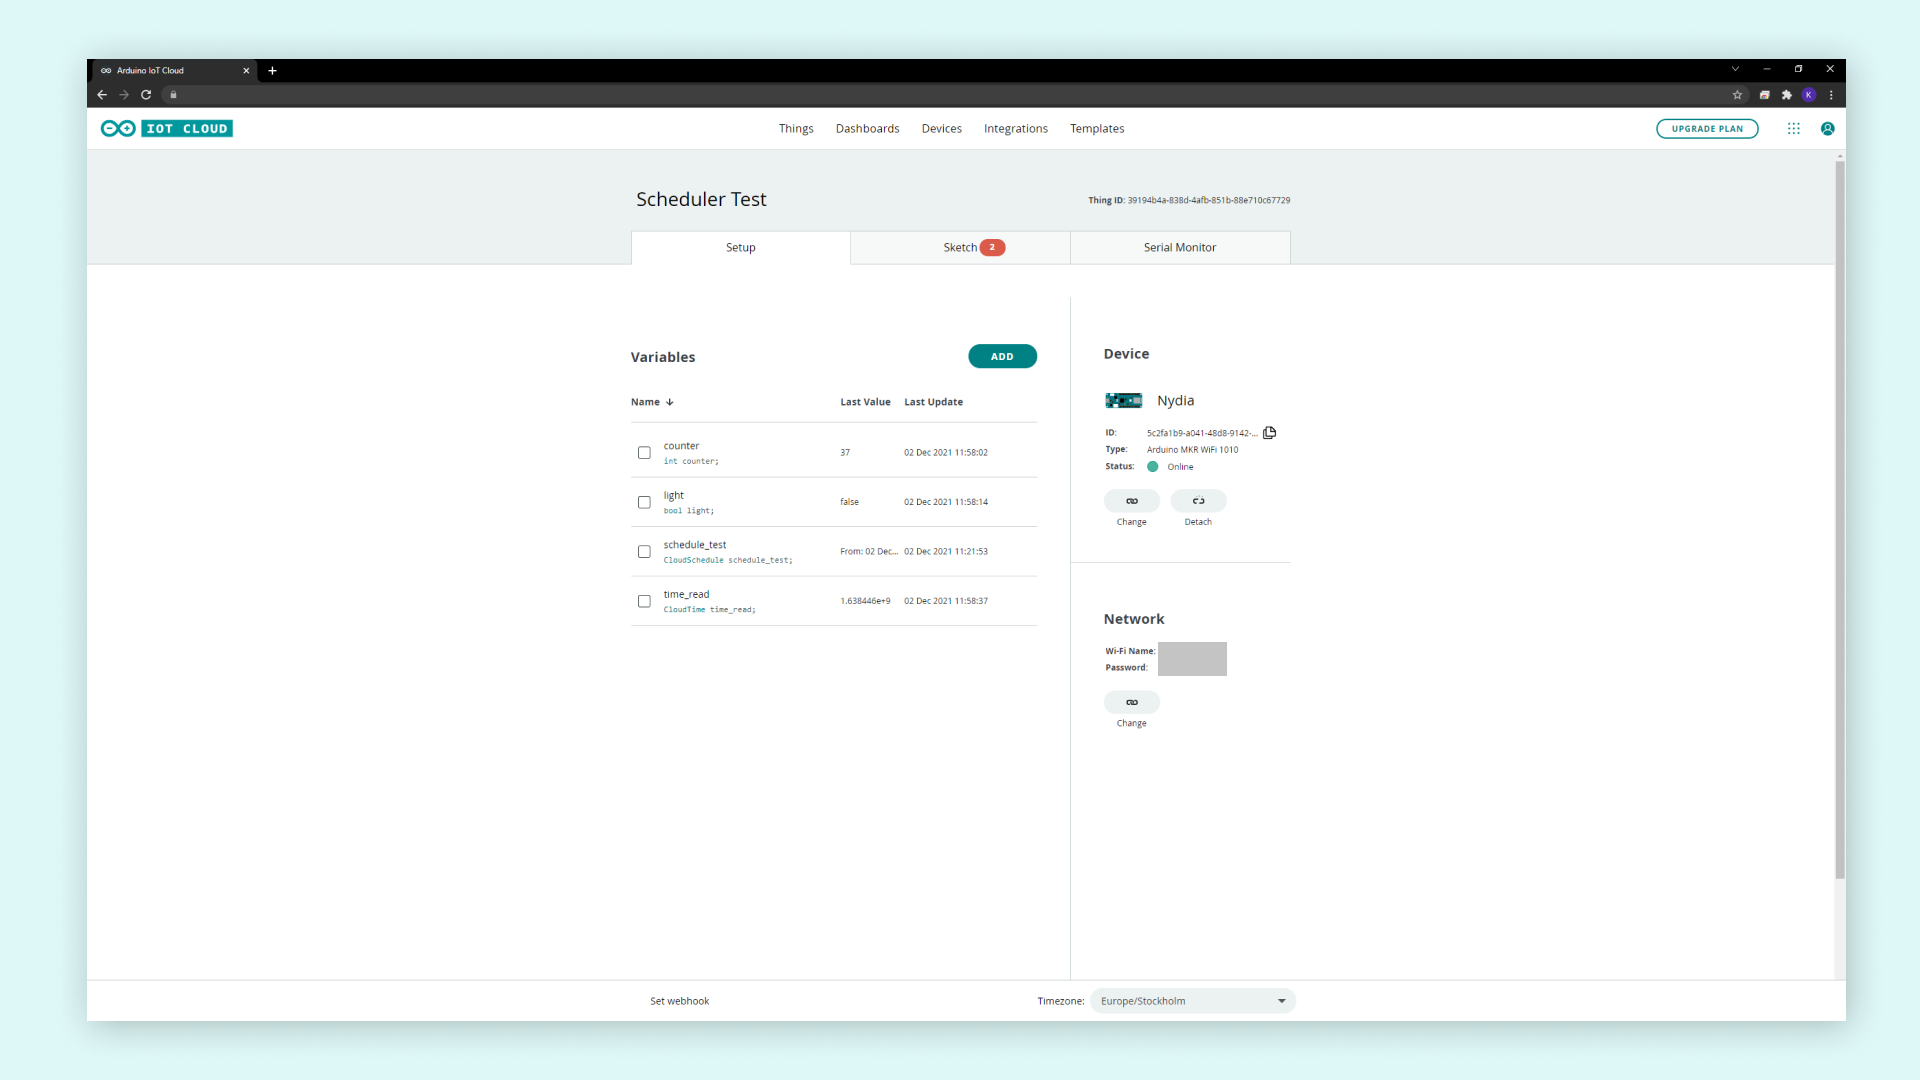 Arduino IoT Cloud
K
IOT CLOUD
Things Dashboards Devices Integrations Templates
UPGRADE PLAN
Scheduler Test
Thing ID: 39194b4a-838d-4afb-851b-88e710c67729
Setup
Sketch 2
Serial Monitor
Variables
ADD
Name Last Value Last Update
counter
int counter;
37
02 Dec 2021 11:58:02
light
bool light;
false
02 Dec 2021 11:58:14
schedule_test
CloudSchedule schedule_test;
From: 02 Dec...
02 Dec 2021 11:21:53
time_read
CloudTime time_read;
1.638446e+9
02 Dec 2021 11:58:37
Device
Nydia
ID: 5c2fa1b9-a041-48d8-9142-...
Type: Arduino MKR WiFi 1010
Status: Online
Change Detach
Network
Wi-Fi Name:
Password:
Change
Set webhook
Timezone: Europe/Stockholm